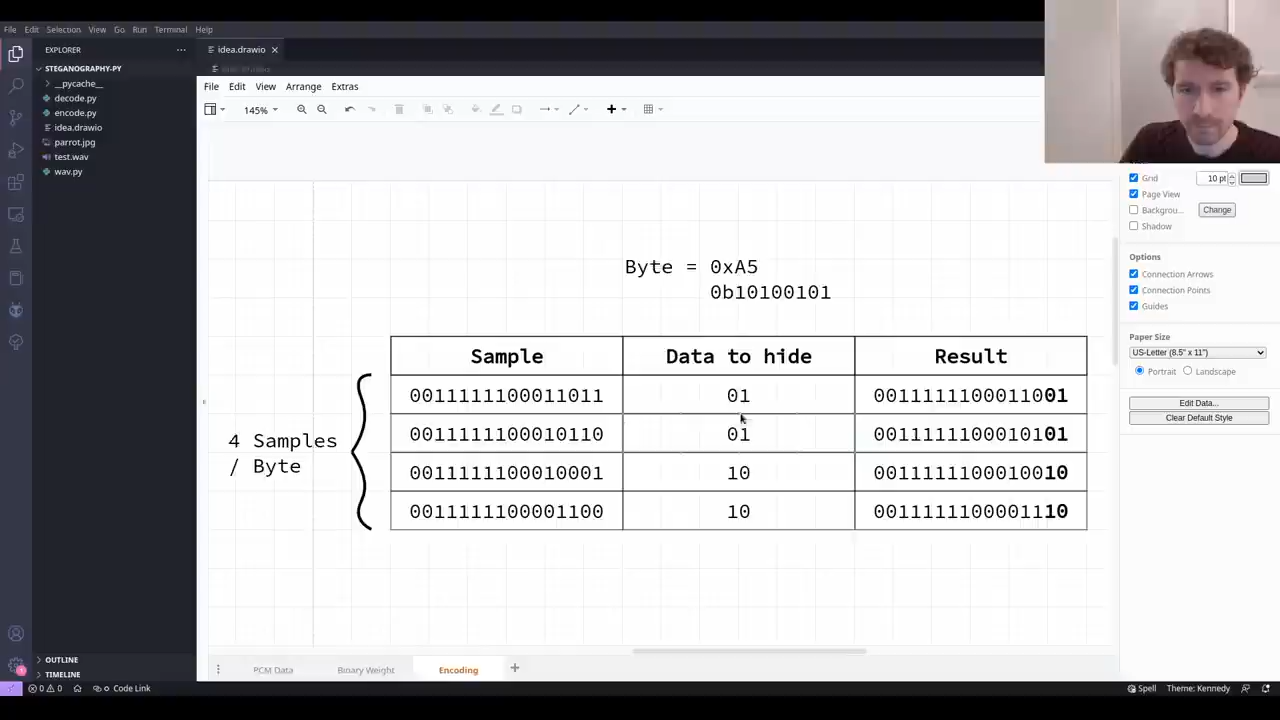 File Edit Selection View Go Run Terminal Help
EXPLORER
idea.drawio
STEGANOGRAPHY-PY
__pycache__
decode.py
encode.py
idea.drawio
parrot.jpg
test.wav
wav.py
File Edit View Arrange Extras
145%
Byte = 0xA5
0b10100101
Sample Data to hide Result
0011111100011011 01 0011111100011001
0011111100010110 01 0011111100010101
0011111100010001 10 0011111100010010
0011111100001100 10 0011111100001110
4 Samples
/ Byte
Grid 10 pt
Page View
Backgrou... Change
Shadow
Options
Connection Arrows
Connection Points
Guides
Paper Size
US-Letter (8.5" x 11")
Portrait Landscape
Edit Data...
Clear Default Style
PCM Data Binary Weight Encoding
OUTLINE
TIMELINE
0 0 Code Link Spell Theme: Kennedy